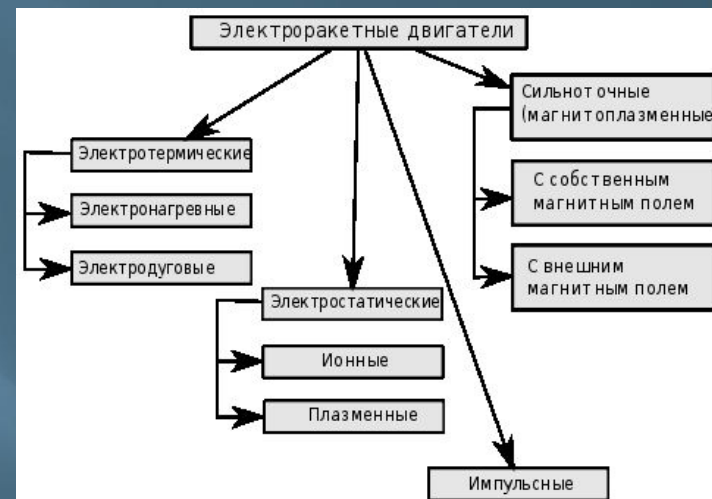 Электроракетные двигатели
Сильноточные
(магнитоплазменные
Электротермические
Электронагревные
Электродуговые
С собственным
магнитным полем
С внешним
магнитным полем
Электростатические
Ионные
Плазменные
Импульсные